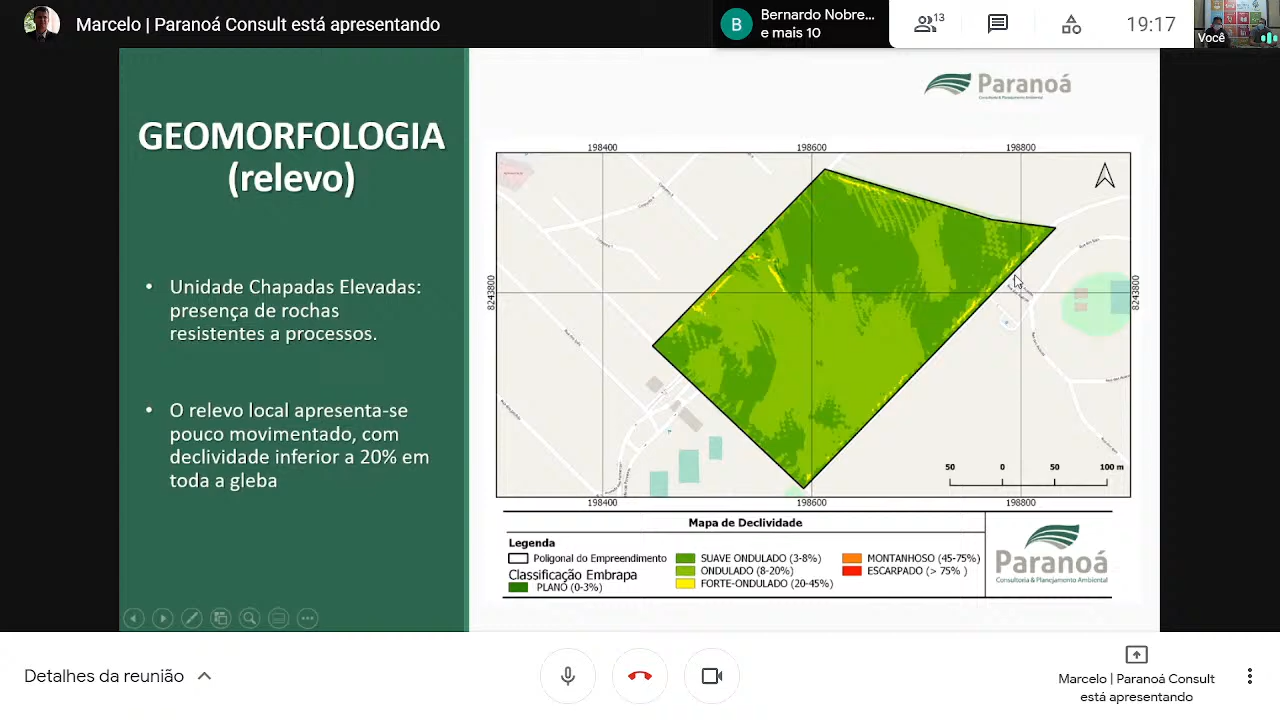 Marcelo | Paranoá Consult está apresentando
B
Bernardo Nobre...
e mais 10
13
19:17
Você
GEOMORFOLOGIA
(relevo)
• Unidade Chapadas Elevadas:
presença de rochas
resistentes a processos.
• O relevo local apresenta-se
pouco movimentado, com
declividade inferior a 20% em
toda a gleba
Paranoá
Consultoria & Planejamento Ambiental
198400 198600 198800
8243800 8243800
50 0 50 100 m
198400 198600 198800
Mapa de Declividade
Legenda
Poligonal do Empreendimento
Classificação Embrapa
PLANO (0-3%)
SUAVE ONDULADO (3-8%)
ONDULADO (8-20%)
FORTE-ONDULADO (20-45%)
MONTANHOSO (45-75%)
ESCARPADO (> 75% )
Paranoá
Consultoria & Planejamento Ambiental
Detalhes da reunião
Marcelo | Paranoá Consult
está apresentando